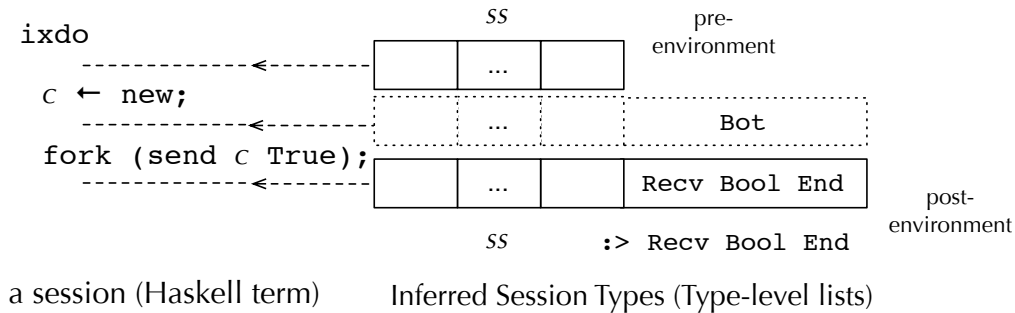 ss
pre-
environment
ixdo
...
c ← new;
... Bot
fork (send c True);
... Recv Bool End
post-
environment
ss :> Recv Bool End
a session (Haskell term) Inferred Session Types (Type-level lists)